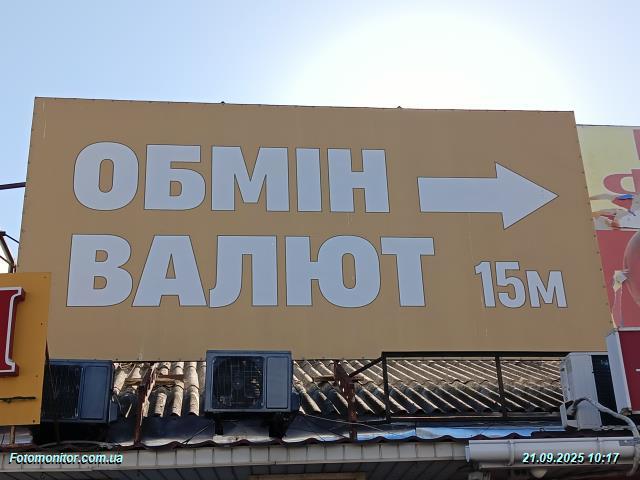 ОБМІН
ВАЛЮТ 15м
Fotomonitor.com.ua
21.09.2025 10:17